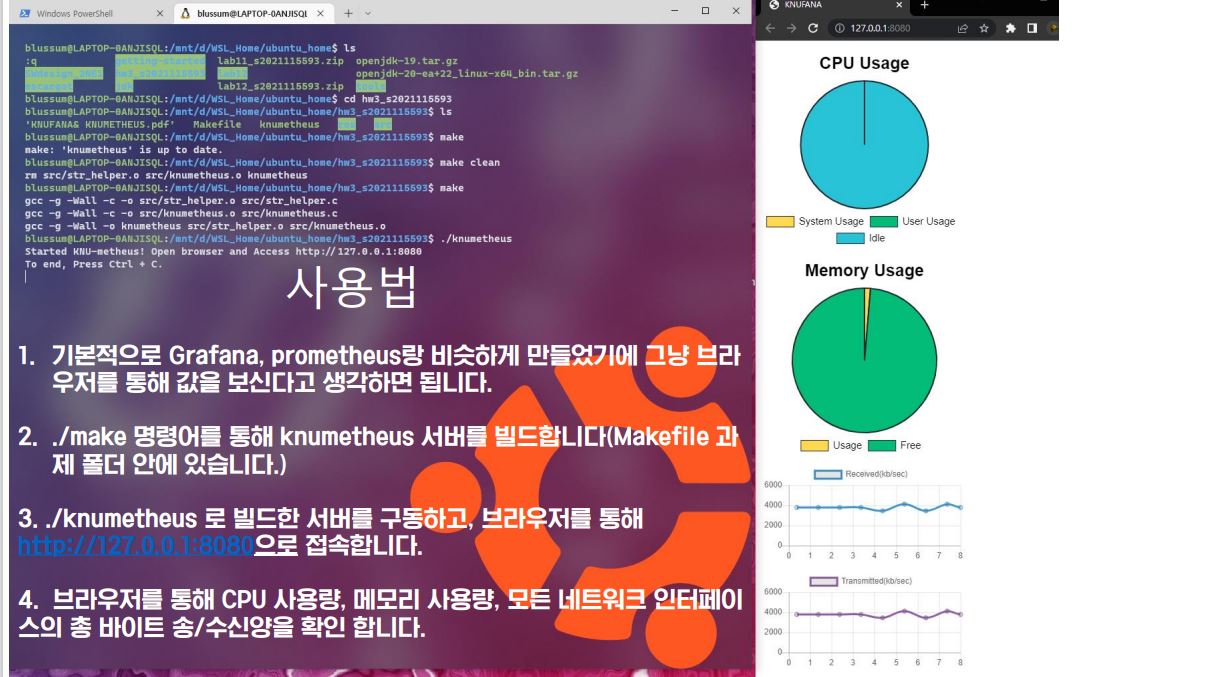 Windows PowerShell
blussum@LAPTOP-0ANJISQL
KNUFANA
127.0.0.1:8080
blussum@LAPTOP-0ANJISQL:/mnt/d/WSL_Home/ubuntu_home$ ls
:q getting-started lab11_s2021115593.zip openjdk-19.tar.gz
hw3_s2021115593 lab12 openjdk-20-ea+22_linux-x64_bin.tar.gz
lab12_s2021115593.zip
blussum@LAPTOP-0ANJISQL:/mnt/d/WSL_Home/ubuntu_home$ cd hw3_s2021115593
blussum@LAPTOP-0ANJISQL:/mnt/d/WSL_Home/ubuntu_home/hw3_s2021115593$ ls
'KNUFANA& KNUMETHEUS.pdf' Makefile knumetheus src
blussum@LAPTOP-0ANJISQL:/mnt/d/WSL_Home/ubuntu_home/hw3_s2021115593$ make
make: 'knumetheus' is up to date.
blussum@LAPTOP-0ANJISQL:/mnt/d/WSL_Home/ubuntu_home/hw3_s2021115593$ make clean
rm src/str_helper.o src/knumetheus.o knumetheus
blussum@LAPTOP-0ANJISQL:/mnt/d/WSL_Home/ubuntu_home/hw3_s2021115593$ make
gcc -g -Wall -c -o src/str_helper.o src/str_helper.c
gcc -g -Wall -c -o src/knumetheus.o src/knumetheus.c
gcc -g -Wall -o knumetheus src/str_helper.o src/knumetheus.o
blussum@LAPTOP-0ANJISQL:/mnt/d/WSL_Home/ubuntu_home/hw3_s2021115593$ ./knumetheus
Started KNU-metheus! Open browser and Access http://127.0.0.1:8080
To end, Press Ctrl + C.
사용법
1. 기본적으로 Grafana, prometheus랑 비슷하게 만들었기에 그냥 브라
우저를 통해 값을 보신다고 생각하면 됩니다.
2. ./make 명령어를 통해 knumetheus 서버를 빌드합니다(Makefile 과
제 폴더 안에 있습니다.)
3. ./knumetheus 로 빌드한 서버를 구동하고, 브라우저를 통해
http://127.0.0.1:8080으로 접속합니다.
4. 브라우저를 통해 CPU 사용량, 메모리 사용량, 모든 네트워크 인터페이
스의 총 바이트 송/수신양을 확인 합니다.
CPU Usage
System Usage User Usage
Idle
Memory Usage
Usage Free
Received(kb/sec)
6000
4000
2000
0
0 1 2 3 4 5 6 7 8
Transmitted(kb/sec)
6000
4000
2000
0
0 1 2 3 4 5 6 7 8